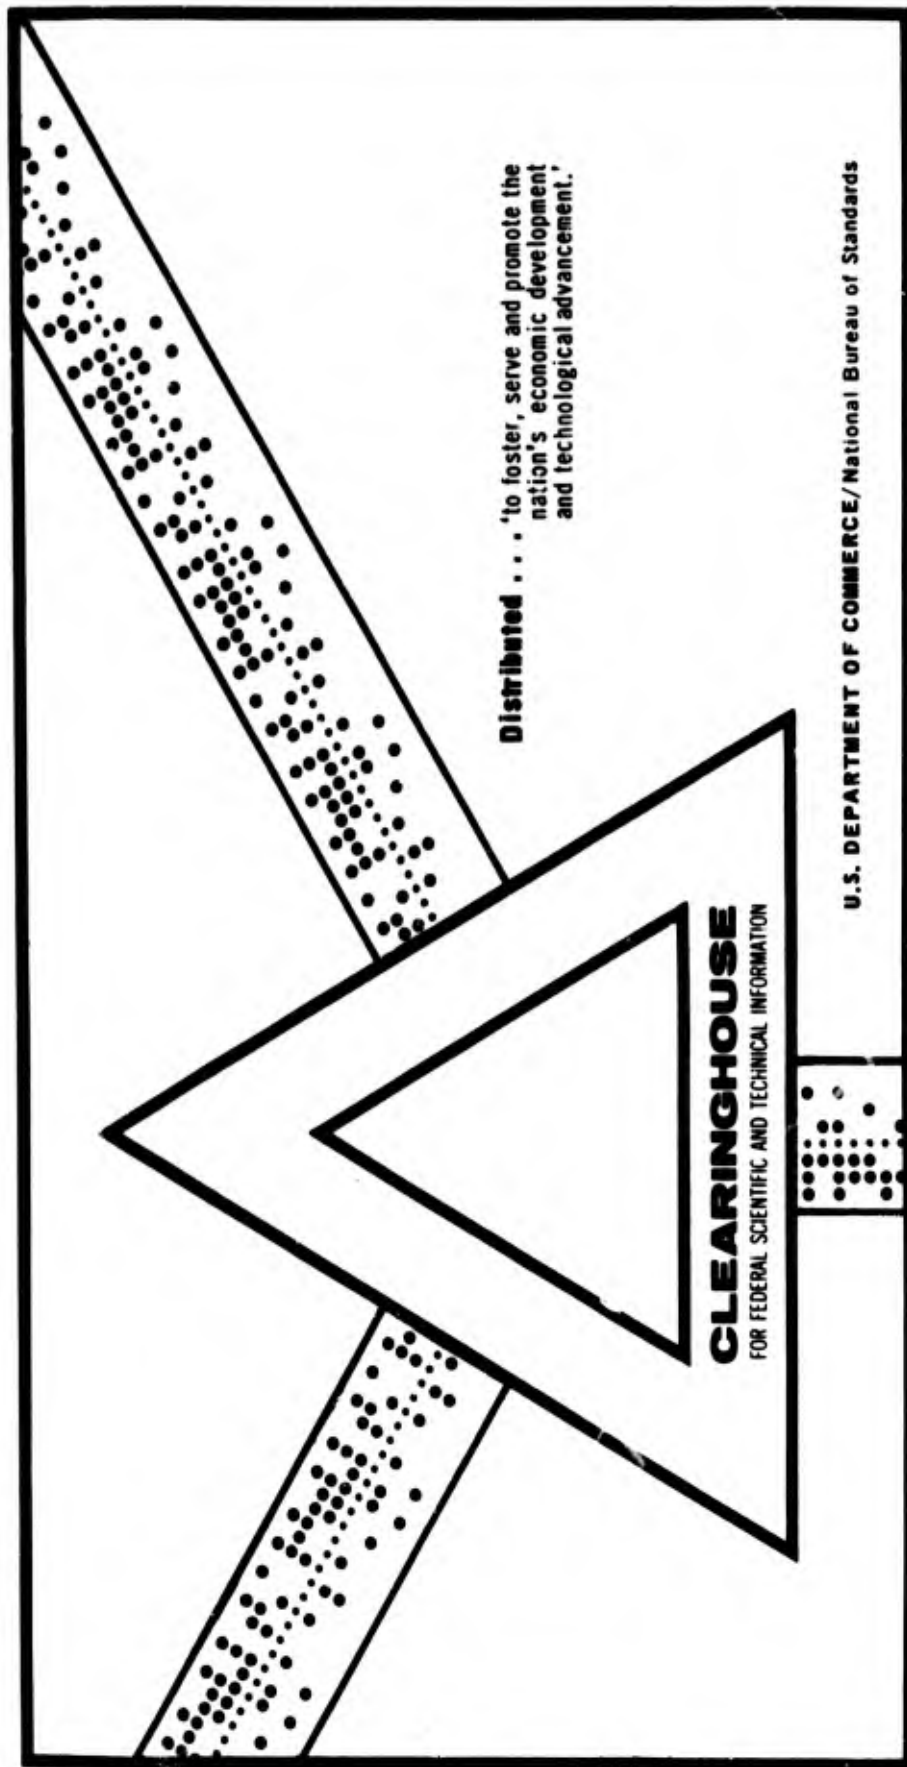 Distributed . . . 'to foster, serve and promote the
nation's economic development
and technological advancement.'
CLEARINGHOUSE
FOR FEDERAL SCIENTIFIC AND TECHNICAL INFORMATION
U.S. DEPARTMENT OF COMMERCE/National Bureau of Standards